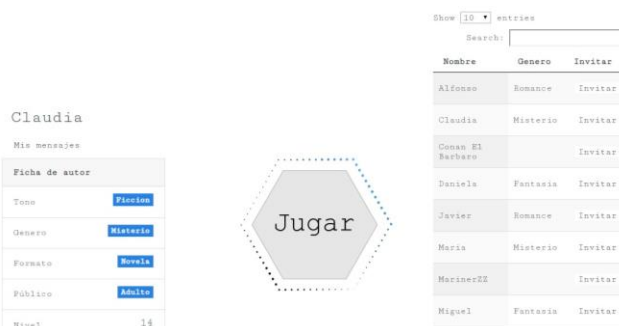 Claudia
Mis mensajes
Ficha de autor
Tono Ficcion
Genero Misterio
Formato Novela
Público Adulto
Nivel 14
Jugar
Show 10 entries
Search:
Nombre Genero Invitar
Alfonso Romance Invitar
Claudia Misterio Invitar
Conan El
Barbaro Invitar
Daniela Fantasia Invitar
Javier Romance Invitar
Maria Misterio Invitar
MarinerZZ Invitar
Miguel Fantasia Invitar